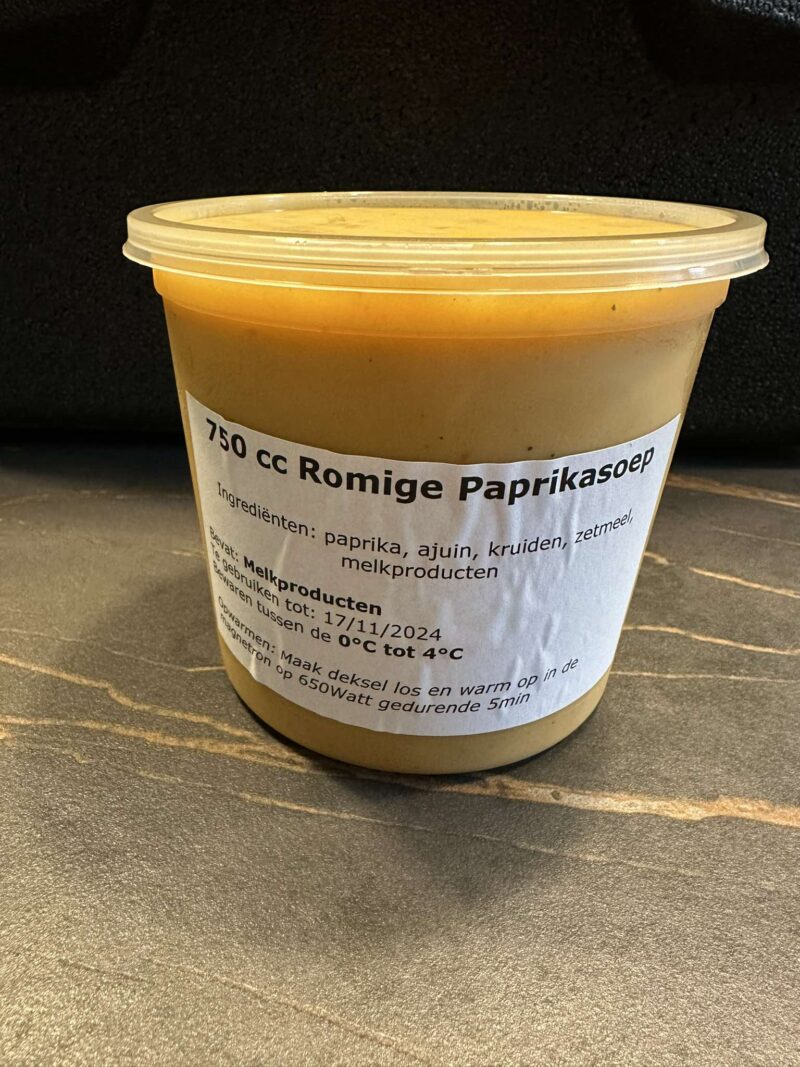 750 cc Romige Paprikasoep
Ingrediënten: paprika, ajuin, kruiden, zetmeel,
melkproducten
Bevat: Melkproducten
Te gebruiken tot: 17/11/2024
Bewaren tussen de 0°C tot 4°C
Opwarmen: Maak deksel los en warm op in de
magnetron op 650Watt gedurende 5min